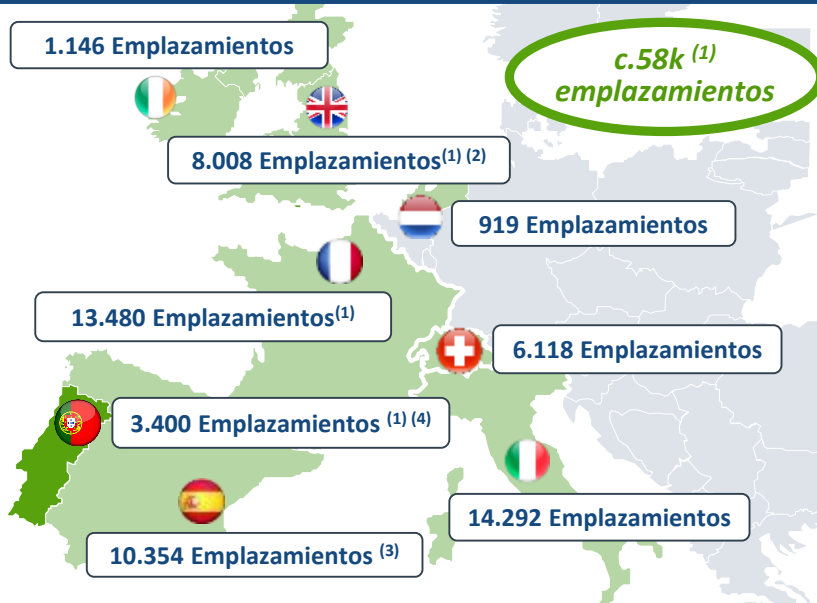 1.146 Emplazamientos
c.58k (1)
emplazamientos
8.008 Emplazamientos(1) (2)
919 Emplazamientos
13.480 Emplazamientos(1)
6.118 Emplazamientos
3.400 Emplazamientos (1) (4)
14.292 Emplazamientos
10.354 Emplazamientos (3)